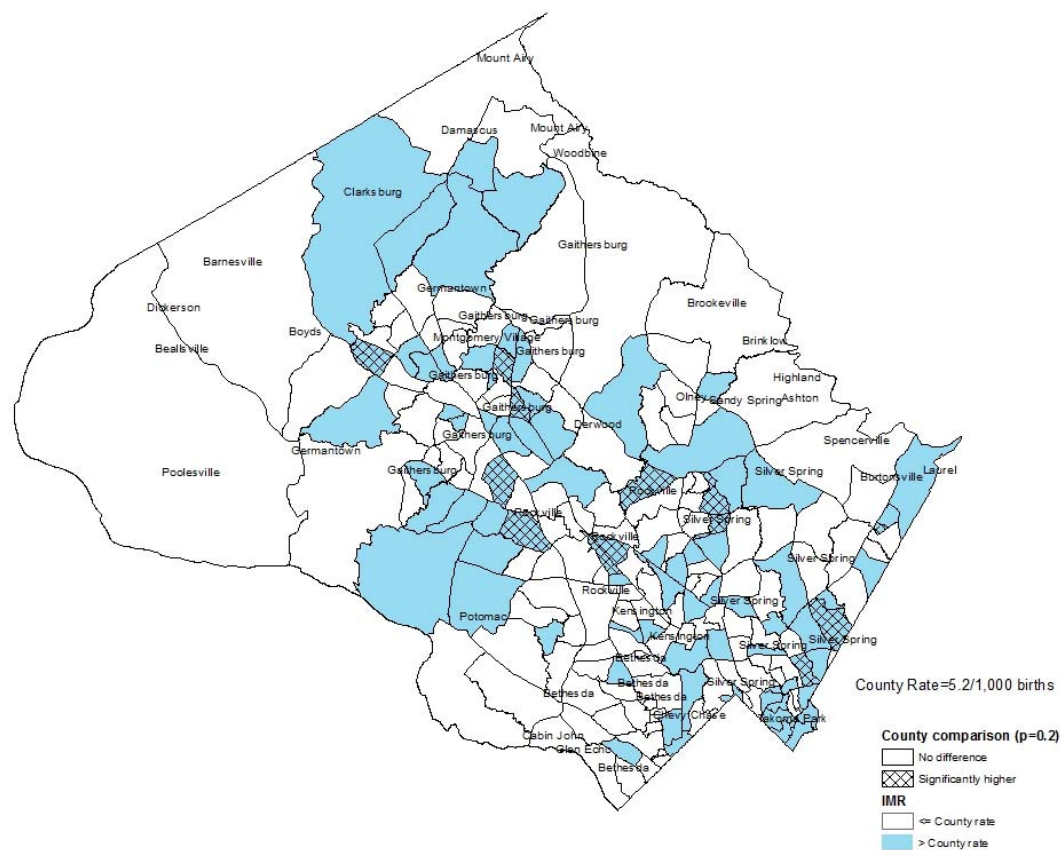 Mount Airy
Damascus
Mount Airy
Woodbine
Clarksburg
Gaithersburg
Barnesville
Germantown
Dickerson
Brookeville
Gaithersburg
Gaithersburg
Boyds
Montgomery Village
Brinklow
Beallsville
Gaithersburg
Gaithersburg
Highland
Olney
Sandy Spring
Ashton
Gaithersburg
Derwood
Gaithersburg
Spencerville
Germantown
Poolesville
Gaithersburg
Silver Spring
Burtonsville
Laurel
Rockville
Rockville
Silver Spring
Rockville
Silver Spring
Rockville
Silver Spring
Kensington
Potomac
Kensington
Silver Spring
Silver Spring
Bethesda
Bethesda
Silver Spring
Bethesda
Bethesda
Chevy Chase
Takoma Park
Cabin John
Glen Echo
Bethesda
County Rate=5.2/1,000 births
County comparison (p=0.2)
No difference
Significantly higher
IMR
<= County rate
> County rate